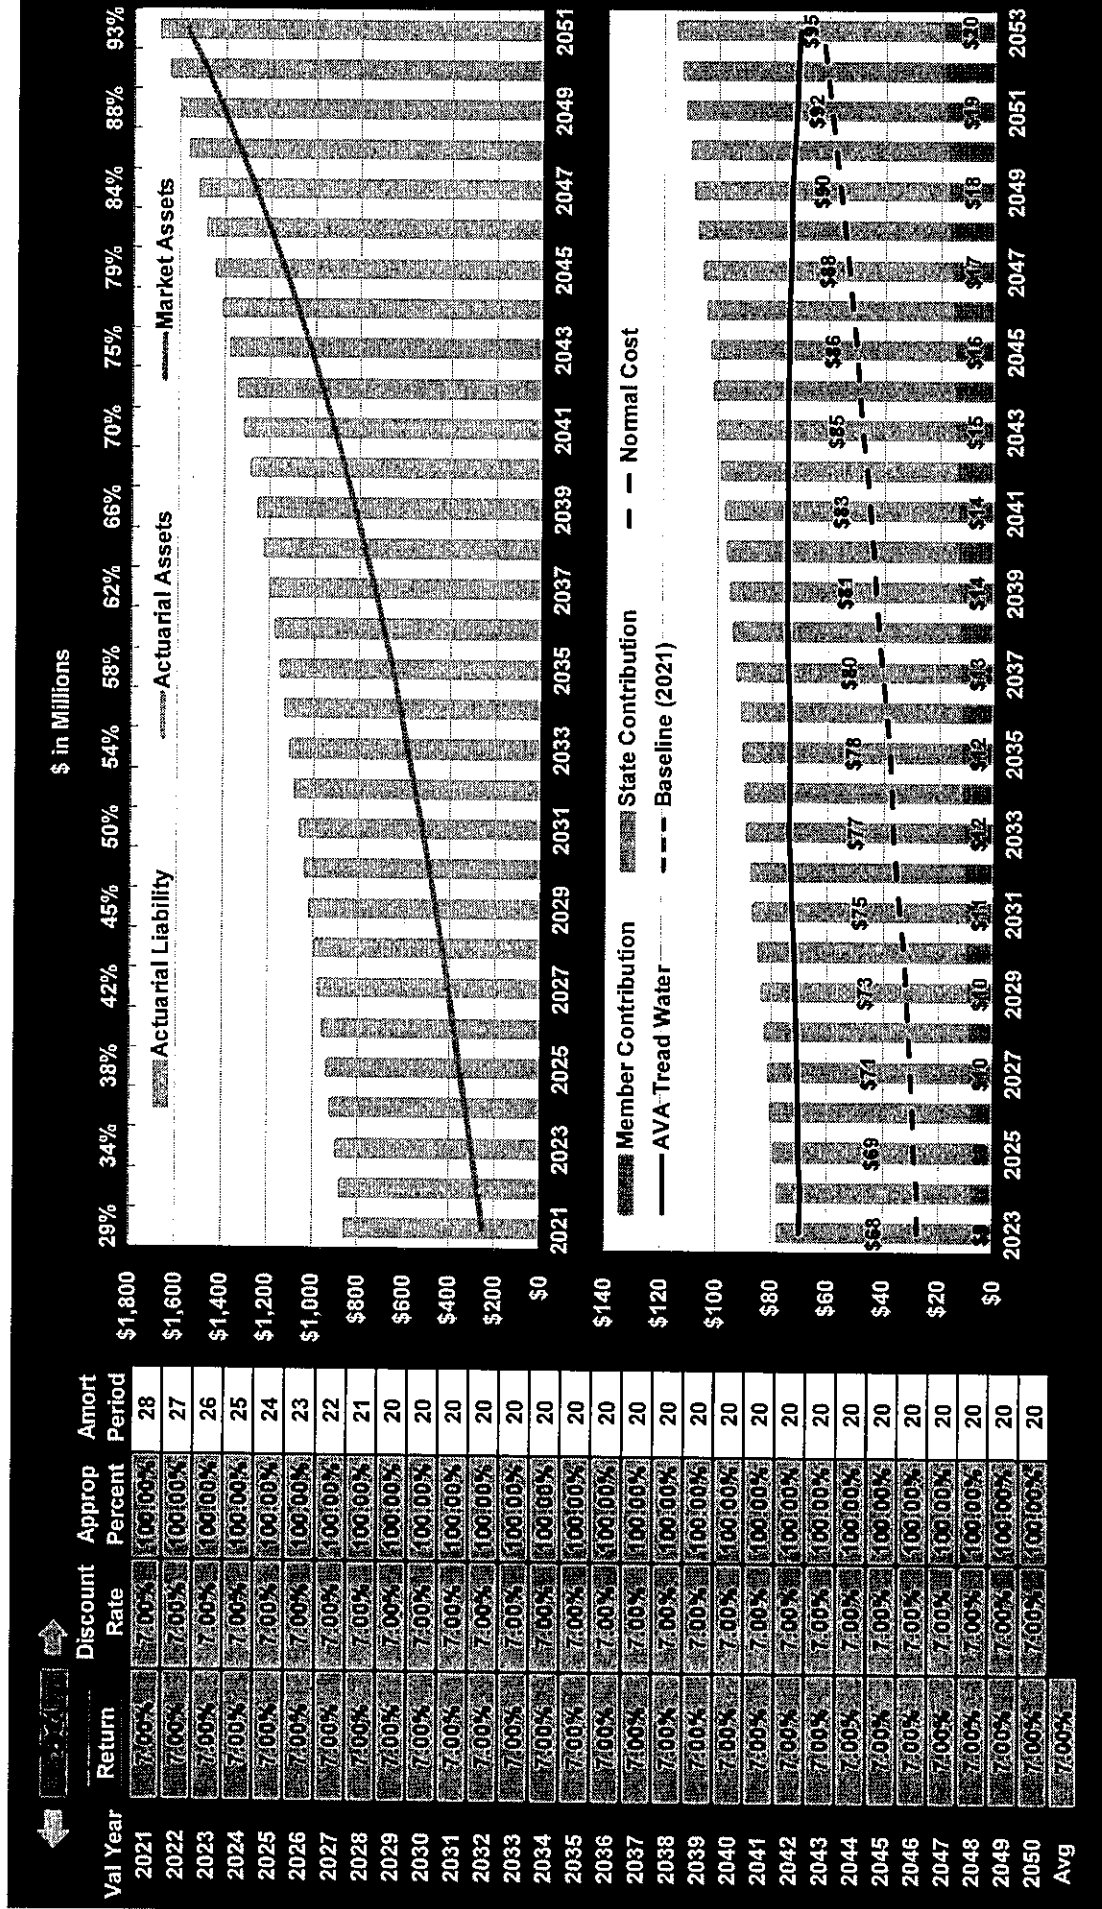 Discount Approp Amort
Val Year Return Rate Percent Period
2021 7.00% 7.00% 100.00% 28
2022 7.00% 7.00% 100.00% 27
2023 7.00% 7.00% 100.00% 26
2024 7.00% 7.00% 100.00% 25
2025 7.00% 7.00% 100.00% 24
2026 7.00% 7.00% 100.00% 23
2027 7.00% 7.00% 100.00% 22
2028 7.00% 7.00% 100.00% 21
2029 7.00% 7.00% 100.00% 20
2030 7.00% 7.00% 100.00% 20
2031 7.00% 7.00% 100.00% 20
2032 7.00% 7.00% 100.00% 20
2033 7.00% 7.00% 100.00% 20
2034 7.00% 7.00% 100.00% 20
2035 7.00% 7.00% 100.00% 20
2036 7.00% 7.00% 100.00% 20
2037 7.00% 7.00% 100.00% 20
2038 7.00% 7.00% 100.00% 20
2039 7.00% 7.00% 100.00% 20
2040 7.00% 7.00% 100.00% 20
2041 7.00% 7.00% 100.00% 20
2042 7.00% 7.00% 100.00% 20
2043 7.00% 7.00% 100.00% 20
2044 7.00% 7.00% 100.00% 20
2045 7.00% 7.00% 100.00% 20
2046 7.00% 7.00% 100.00% 20
2047 7.00% 7.00% 100.00% 20
2048 7.00% 7.00% 100.00% 20
2049 7.00% 7.00% 100.00% 20
2050 7.00% 7.00% 100.00% 20
Avg 7.00%
$ in Millions
29% 34% 38% 42% 45% 50% 54% 58% 62% 66% 70% 75% 79% 84% 88% 93%
$1,800
Actuarial Liability Actuarial Assets Market Assets
$1,600
$1,400
$1,200
$1,000
$800
$600
$400
$200
$0
2021 2023 2025 2027 2029 2031 2033 2035 2037 2039 2041 2043 2045 2047 2049 2051
$140
Member Contribution State Contribution Normal Cost
$120
AVA Tread Water Baseline (2021)
$100
$80
$60
$40
$20
$0
$68 $69 $71 $73 $75 $77 $78 $80 $81 $83 $85 $86 $88 $90 $92 $95
$10 $10 $11 $12 $12 $13 $14 $14 $15 $16 $17 $18 $19 $20
2023 2025 2027 2029 2031 2033 2035 2037 2039 2041 2043 2045 2047 2049 2051 2053